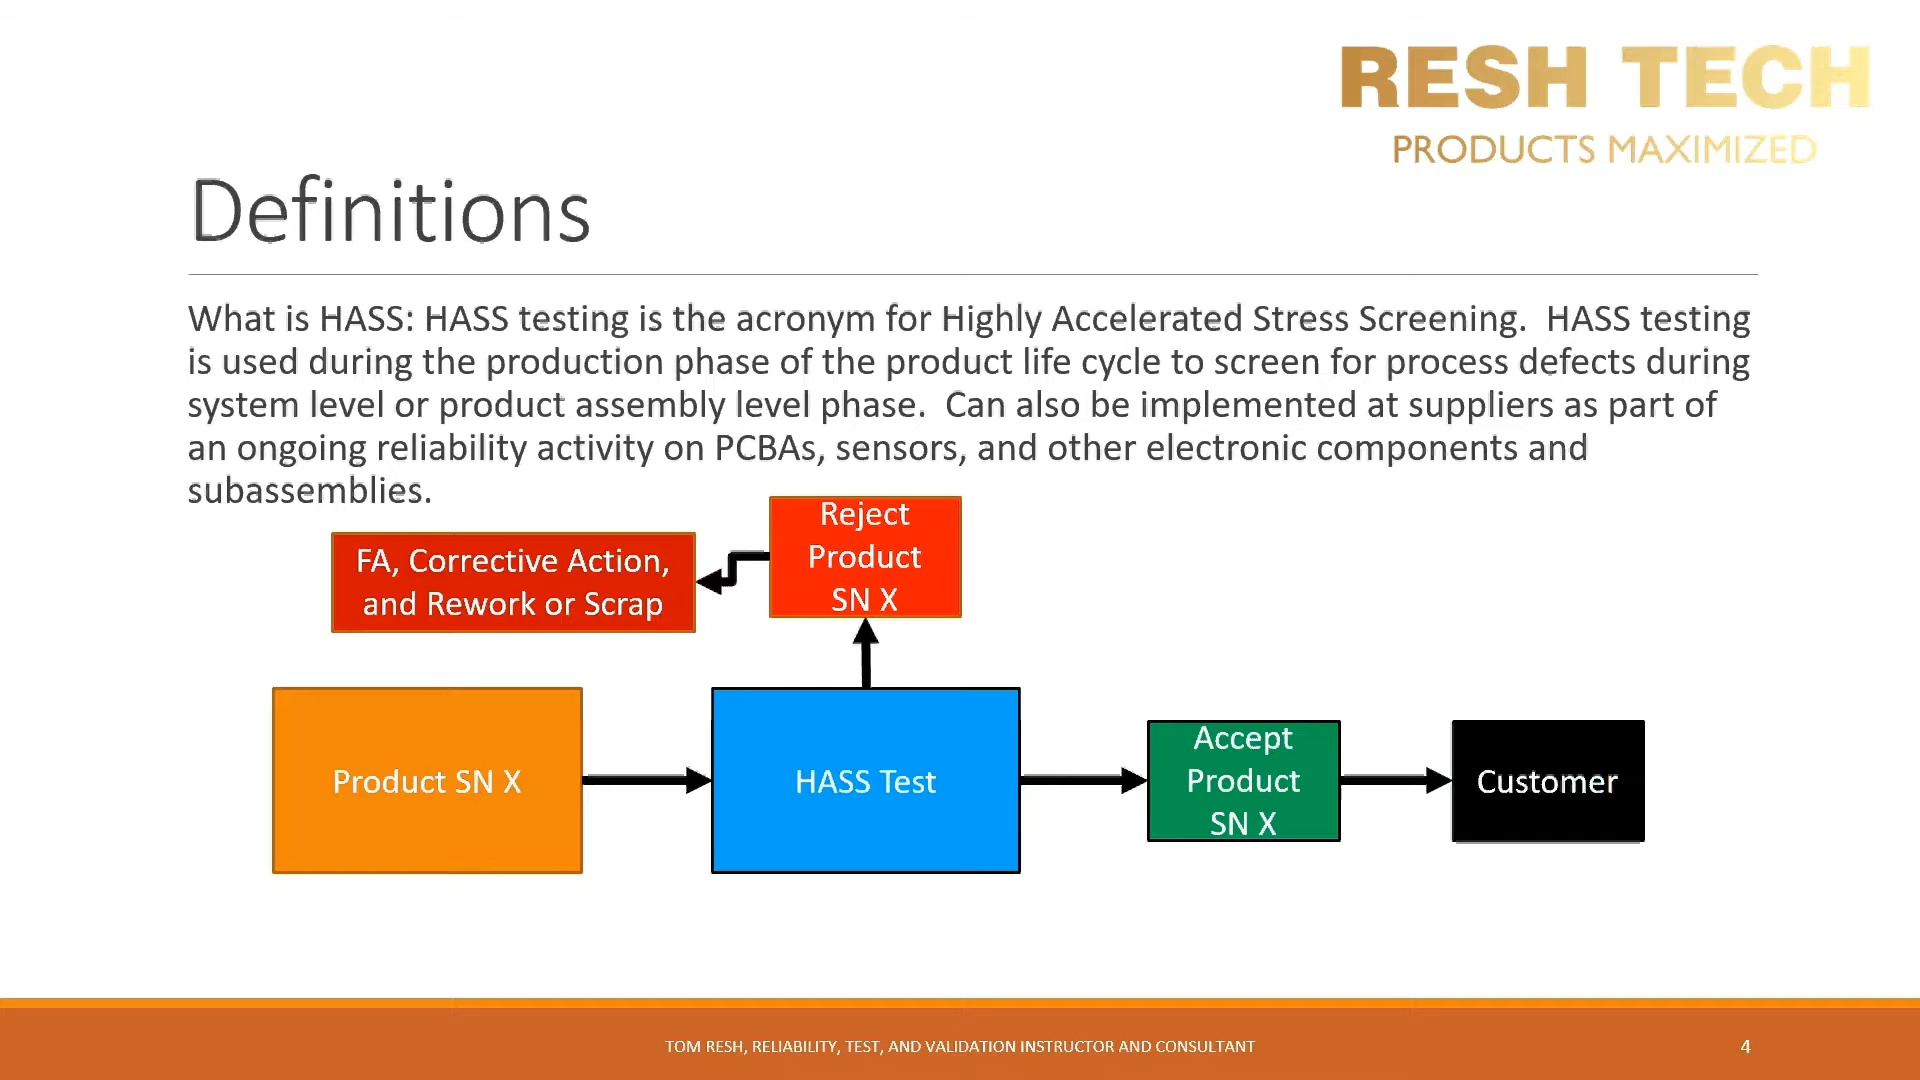 RESH TECH
PRODUCTS MAXIMIZED
Definitions
What is HASS: HASS testing is the acronym for Highly Accelerated Stress Screening.  HASS testing
is used during the production phase of the product life cycle to screen for process defects during
system level or product assembly level phase.  Can also be implemented at suppliers as part of
an ongoing reliability activity on PCBAs, sensors, and other electronic components and
subassemblies.
Reject
Product
SN X
FA, Corrective Action,
and Rework or Scrap
Product SN X
HASS Test
Accept
Product
SN X
Customer
TOM RESH, RELIABILITY, TEST, AND VALIDATION INSTRUCTOR AND CONSULTANT
4